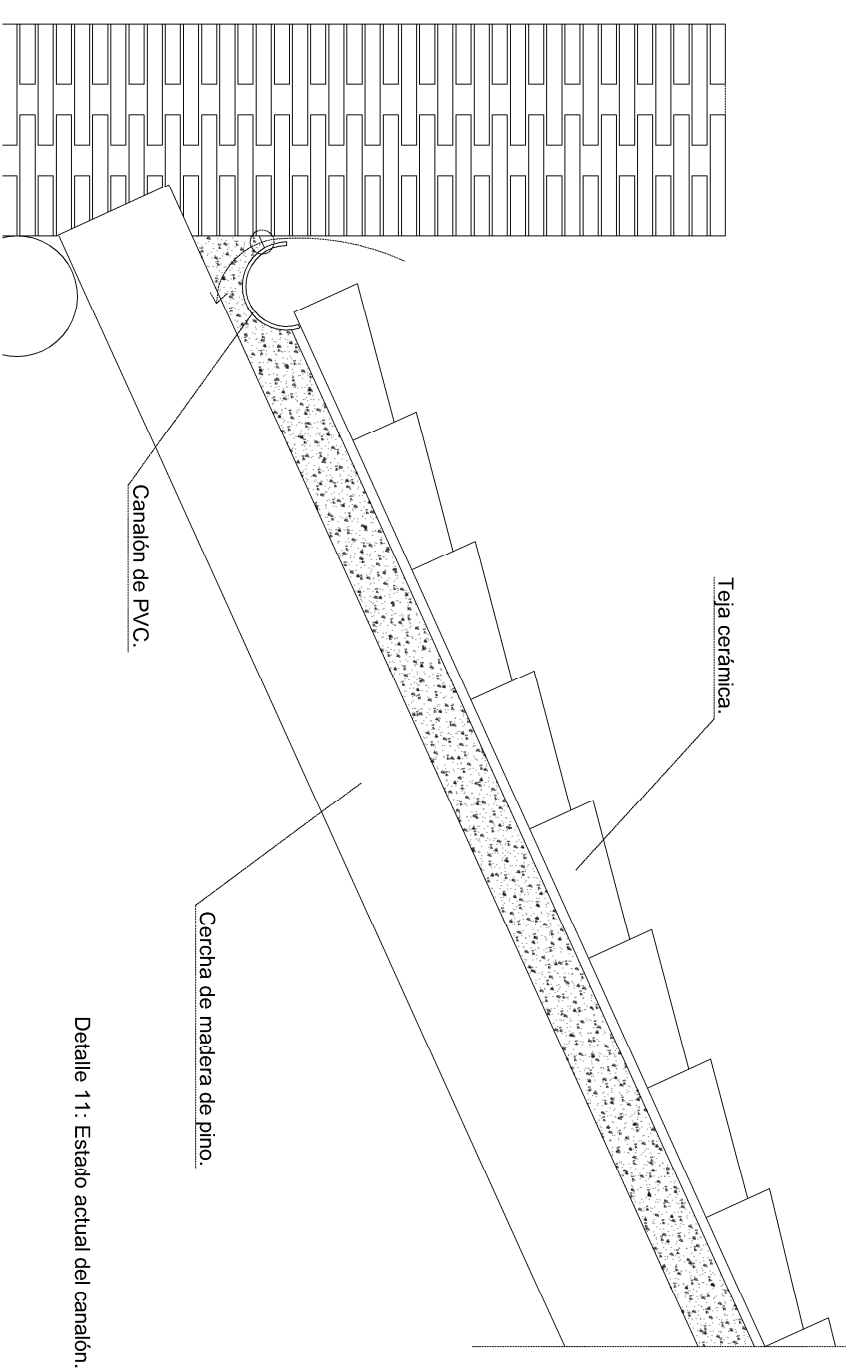 Teja cerámica.
Canalón de PVC.
Cercha de madera de pino.
Detalle 11: Estado actual del canalón.